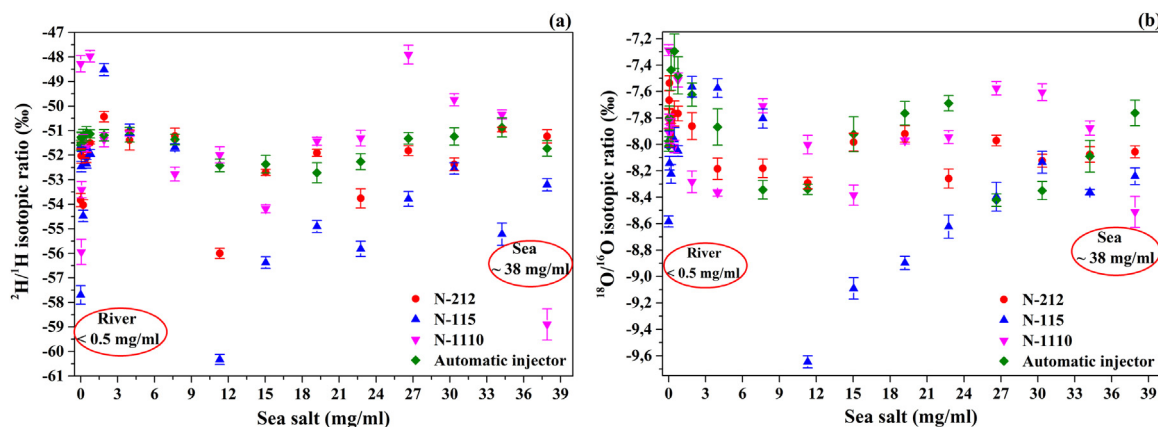 (a)
-47
-48
-49
-50
-51
-52
-53
-54
-55
-56
-57
-58
-59
-60
-61
²H/¹H isotopic ratio (‰)
River
< 0.5 mg/ml
Sea
~ 38 mg/ml
N-212
N-115
N-1110
Automatic injector
0 3 6 9 12 15 18 21 24 27 30 33 36 39
Sea salt (mg/ml)
(b)
-7,2
-7,4
-7,6
-7,8
-8,0
-8,2
-8,4
-8,6
-8,8
-9,0
-9,2
-9,4
-9,6
¹⁸O/¹⁶O isotopic ratio (‰)
River
< 0.5 mg/ml
Sea
~ 38 mg/ml
N-212
N-115
N-1110
Automatic injector
0 3 6 9 12 15 18 21 24 27 30 33 36 39
Sea salt (mg/ml)